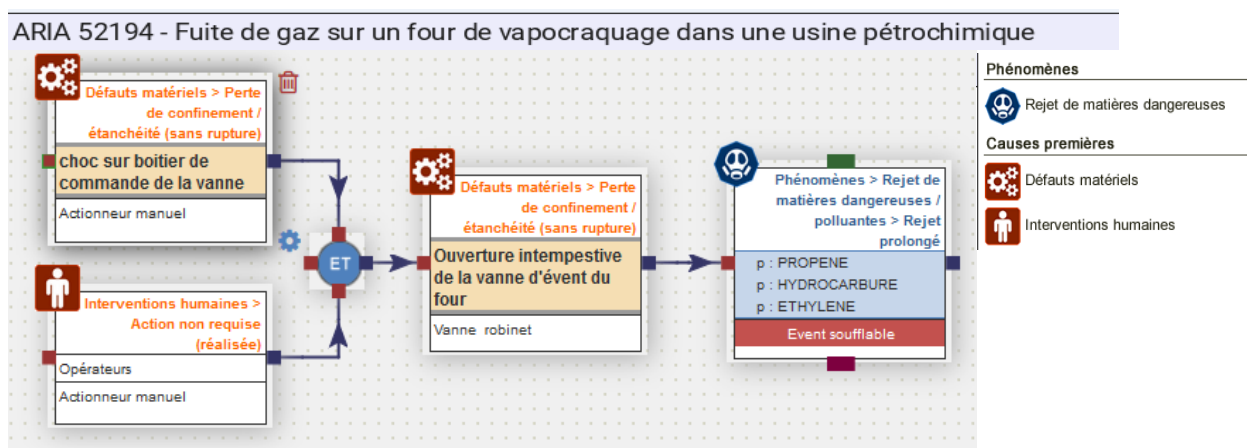 ARIA 52194 - Fuite de gaz sur un four de vapocraquage dans une usine pétrochimique
Défauts matériels > Perte
de confinement /
étanchéité (sans rupture)
choc sur boitier de
commande de la vanne
Actionneur manuel
Interventions humaines >
Action non requise
(réalisée)
Opérateurs
Actionneur manuel
ET
Défauts matériels > Perte
de confinement /
étanchéité (sans rupture)
Ouverture intempestive
de la vanne d'évent du
four
Vanne robinet
Phénomènes > Rejet de
matières dangereuses /
polluantes > Rejet
prolongé
p : PROPENE
p : HYDROCARBURE
p : ETHYLENE
Event soufflable
Phénomènes
Rejet de matières dangereuses
Causes premières
Défauts matériels
Interventions humaines